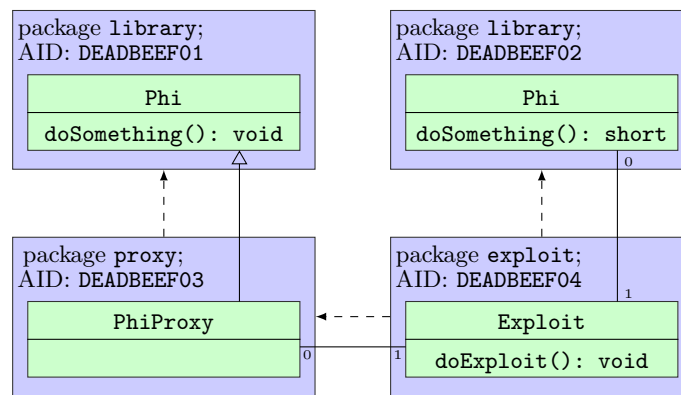 package library;
AID: DEADBEEF01
Phi
doSomething(): void
package library;
AID: DEADBEEF02
Phi
doSomething(): short
0
package proxy;
AID: DEADBEEF03
PhiProxy
0
package exploit;
AID: DEADBEEF04
1
Exploit
1
doExploit(): void